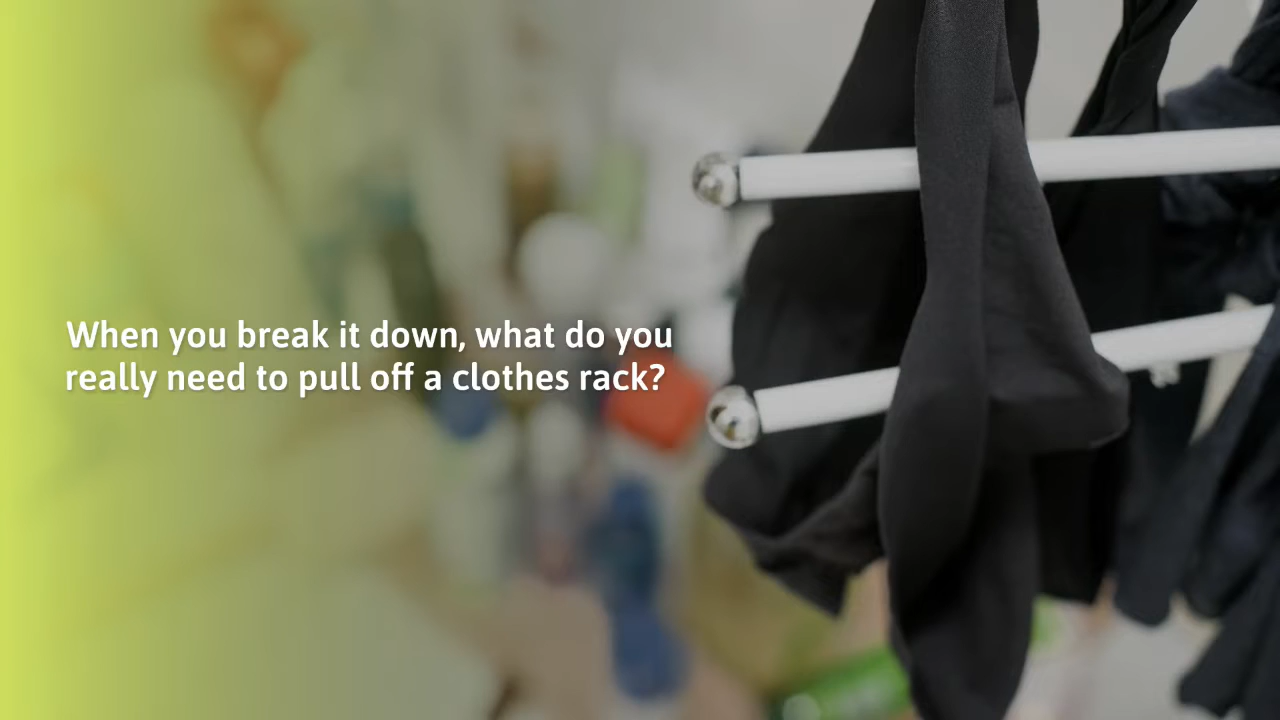 When you break it down, what do you
really need to pull off a clothes rack?